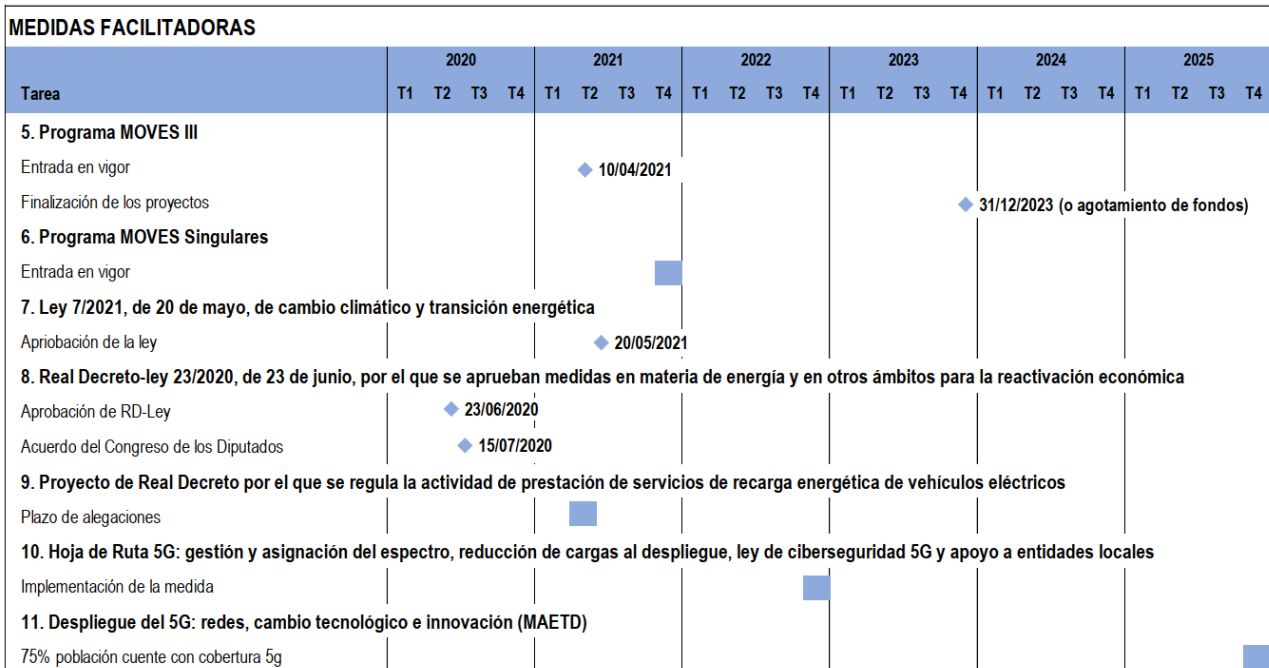 MEDIDAS FACILITADORAS
2020 2021 2022 2023 2024 2025
Tarea T1 T2 T3 T4 T1 T2 T3 T4 T1 T2 T3 T4 T1 T2 T3 T4 T1 T2 T3 T4 T1 T2 T3 T4
5. Programa MOVES III
Entrada en vigor 10/04/2021
Finalización de los proyectos 31/12/2023 (o agotamiento de fondos)
6. Programa MOVES Singulares
Entrada en vigor
7. Ley 7/2021, de 20 de mayo, de cambio climático y transición energética
Apriobación de la ley 20/05/2021
8. Real Decreto-ley 23/2020, de 23 de junio, por el que se aprueban medidas en materia de energía y en otros ámbitos para la reactivación económica
Aprobación de RD-Ley 23/06/2020
Acuerdo del Congreso de los Diputados 15/07/2020
9. Proyecto de Real Decreto por el que se regula la actividad de prestación de servicios de recarga energética de vehículos eléctricos
Plazo de alegaciones
10. Hoja de Ruta 5G: gestión y asignación del espectro, reducción de cargas al despliegue, ley de ciberseguridad 5G y apoyo a entidades locales
Implementación de la medida
11. Despliegue del 5G: redes, cambio tecnológico e innovación (MAETD)
75% población cuente con cobertura 5g